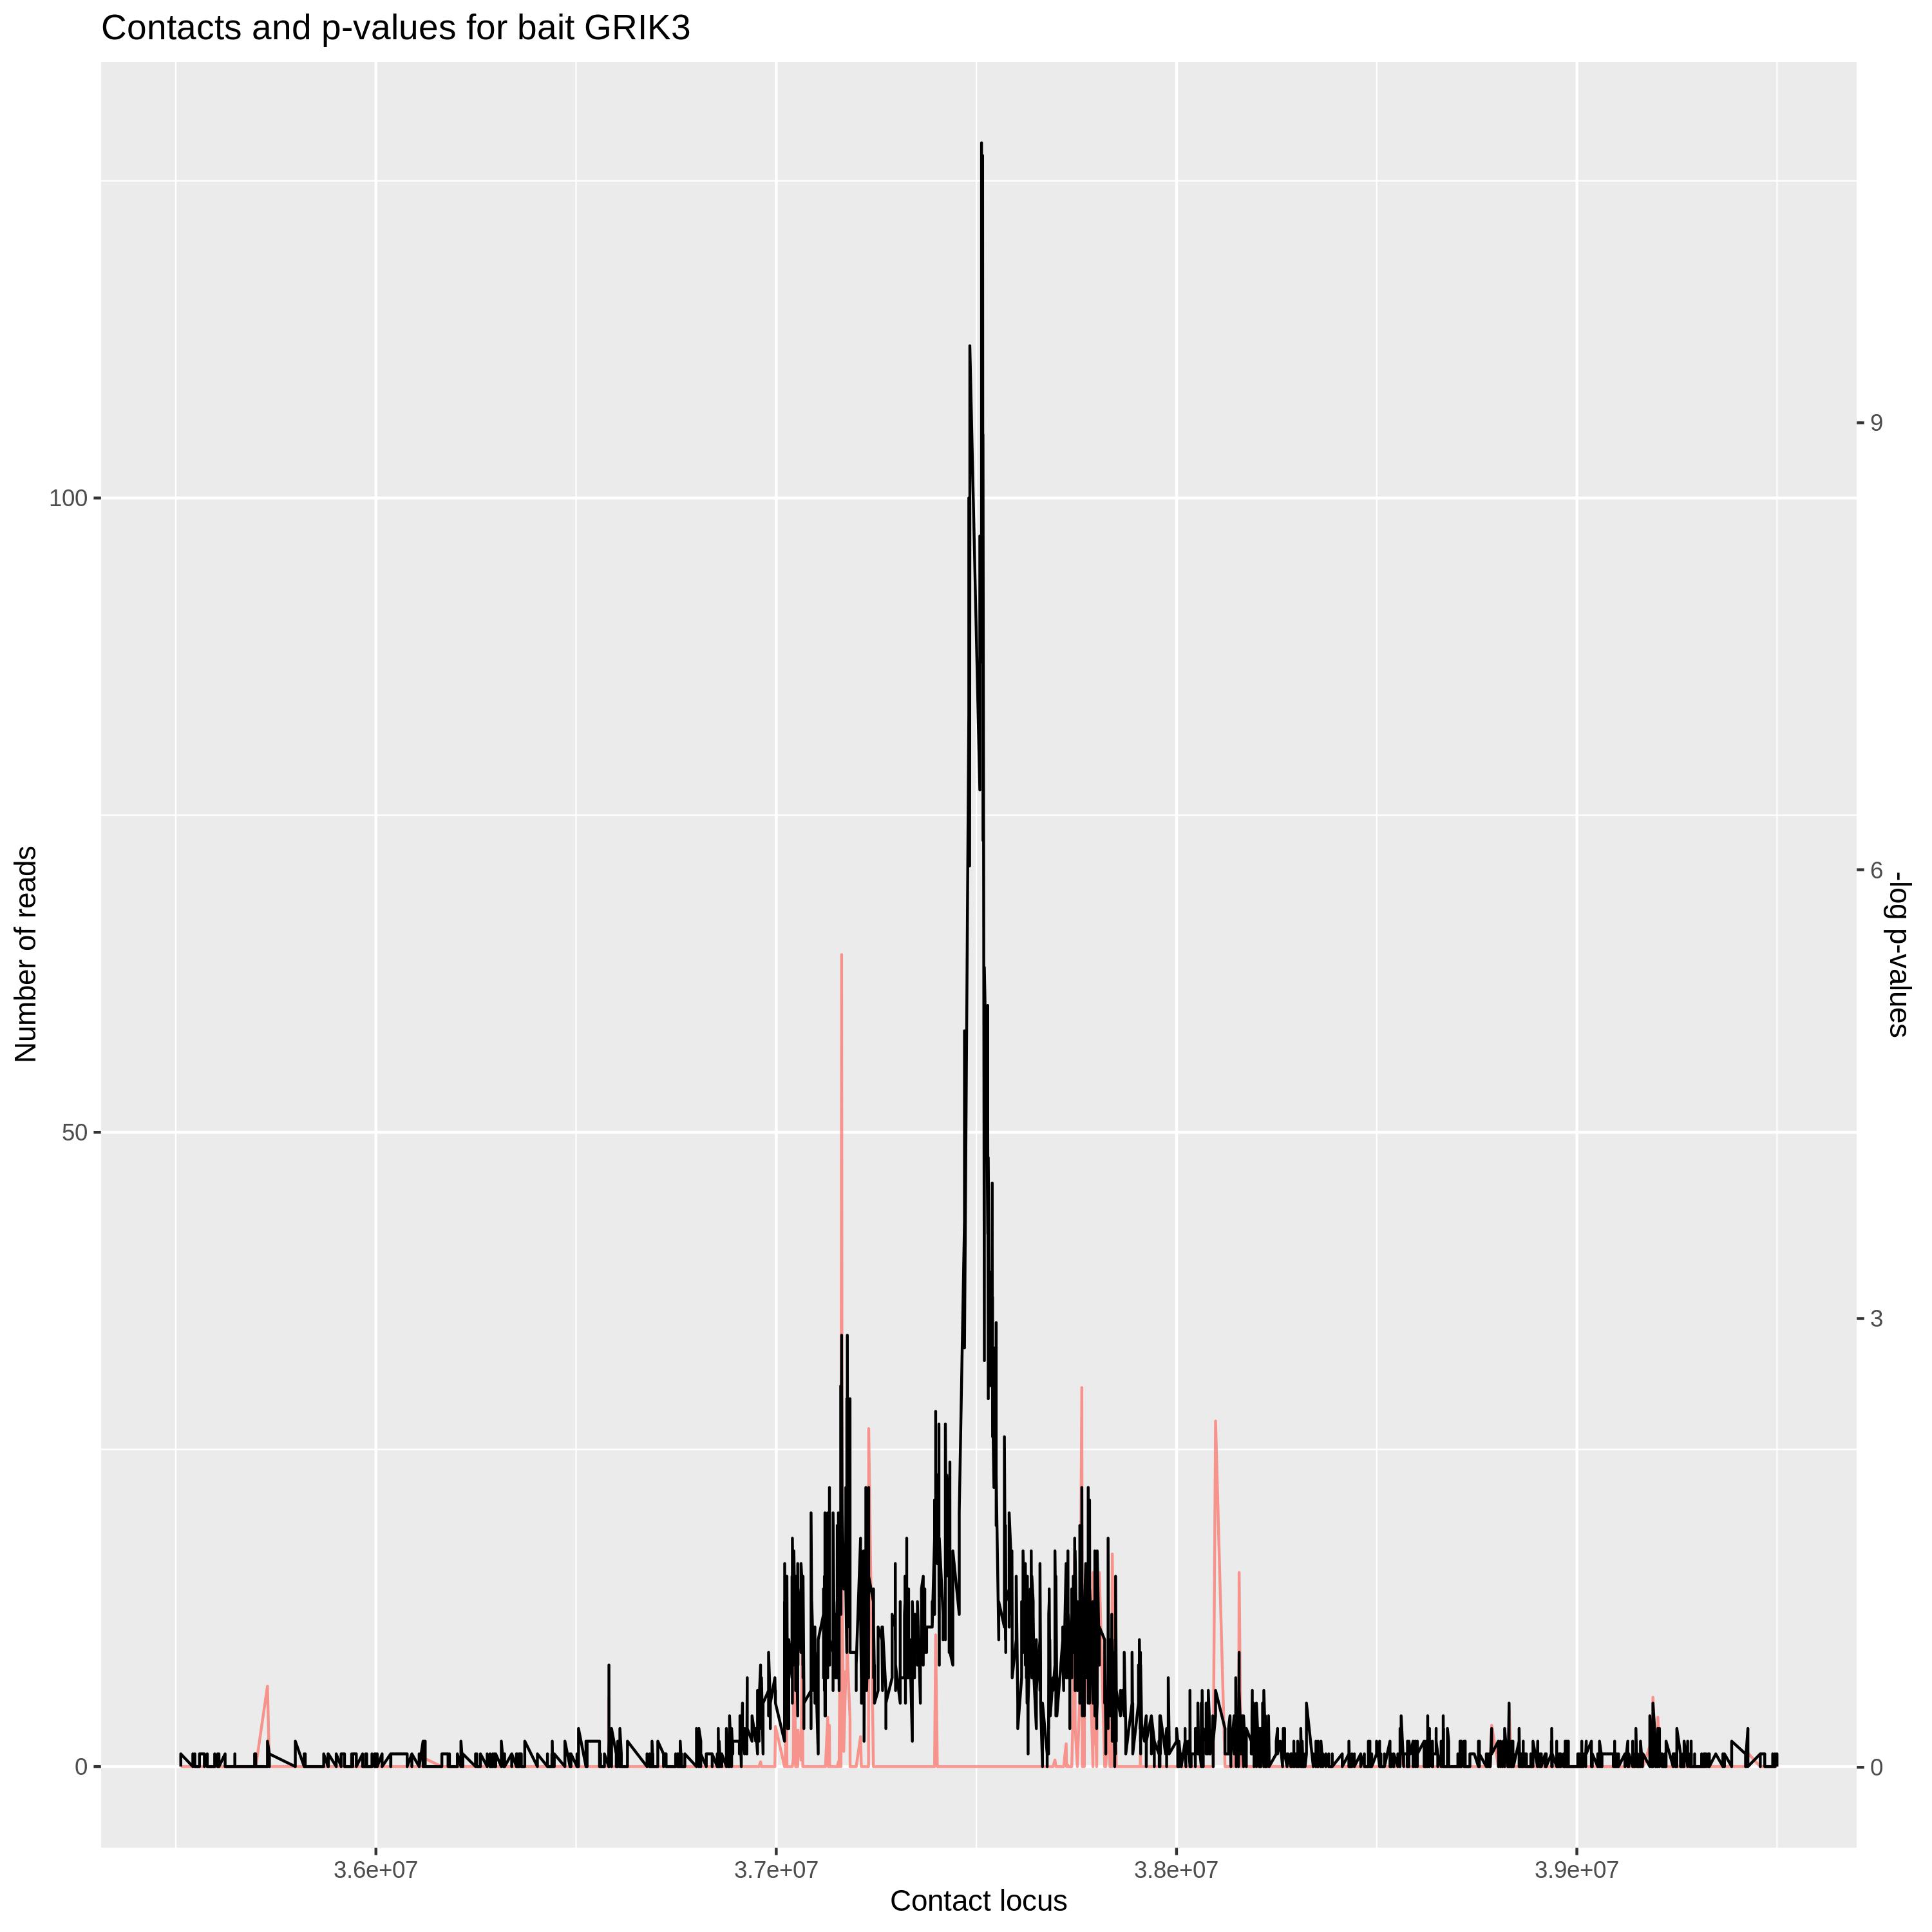 Contacts and p-values for bait GRIK3
Number of reads
100
50
0
9
6
3
0
-log p-values
3.6e+07
3.7e+07
3.8e+07
3.9e+07
Contact locus